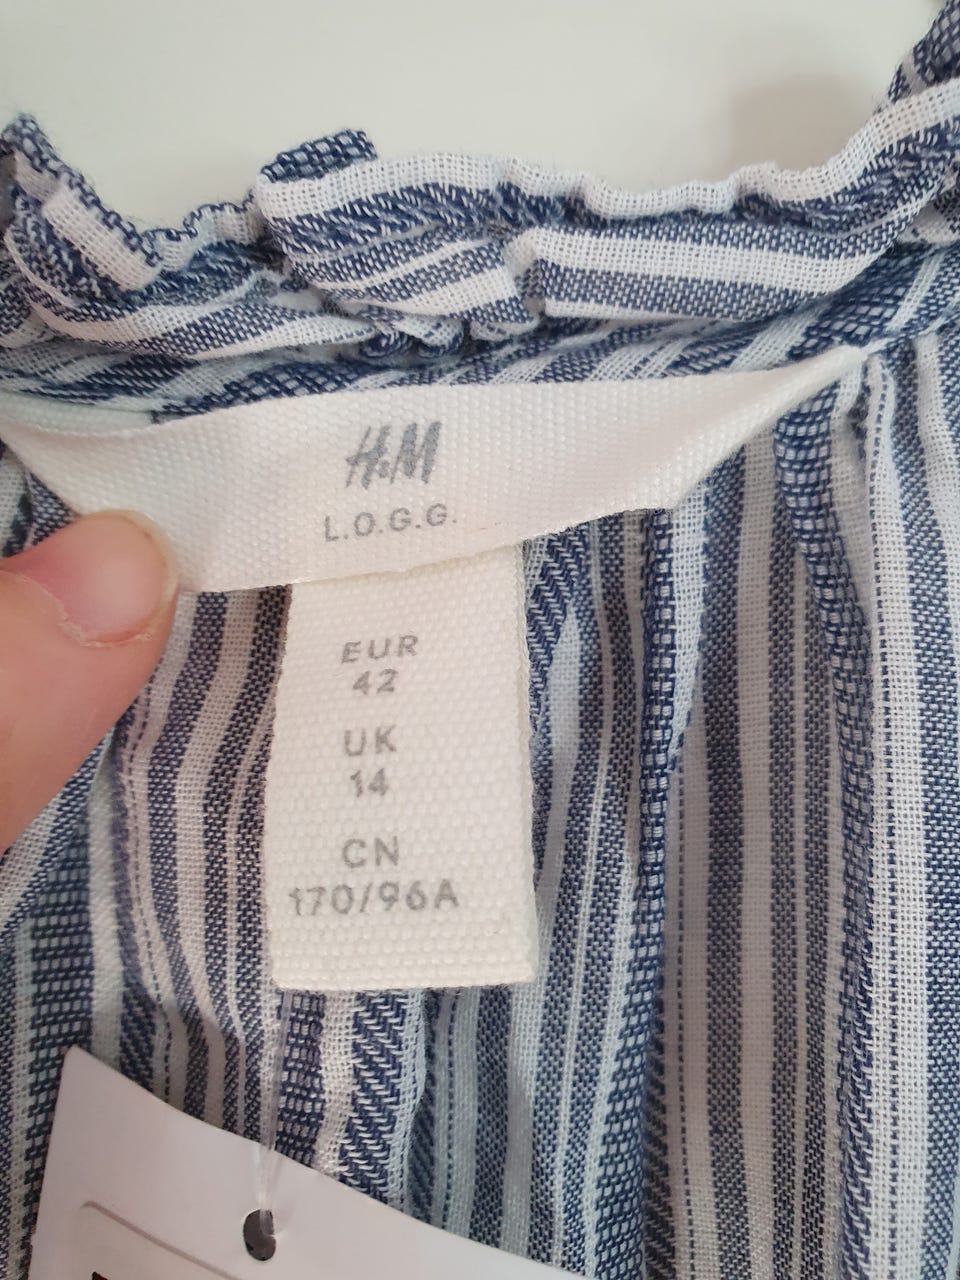 H&M
L.O.G.G.
EUR
42
UK
14
CN
170/96A